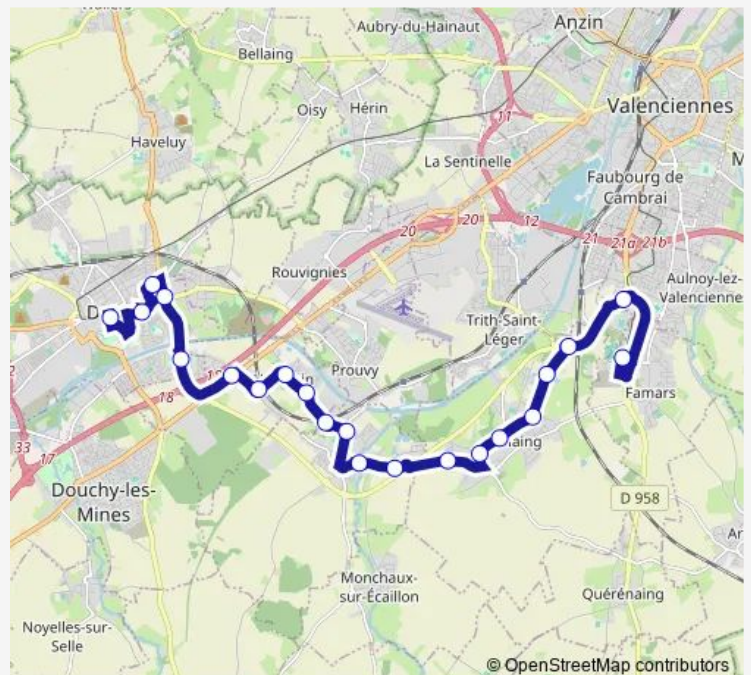 Aubry-du-Hainaut
Anzin
Bellaing
Oisy
Hérin
11
Valenciennes
Haveluy
La Sentinelle
Faubourg de
Cambrai
20
20
12
21
21a
21b
Rouvignies
Aulnoy-lez-
Valenciennes
Trith-Saint-
Léger
Prouvy
18
Famars
33
17
Douchy-les-
Mines
D 958
Monchaux-
sur-Écaillon
Quérénaing
Noyelles-sur-
Selle
© OpenStreetMap contributors